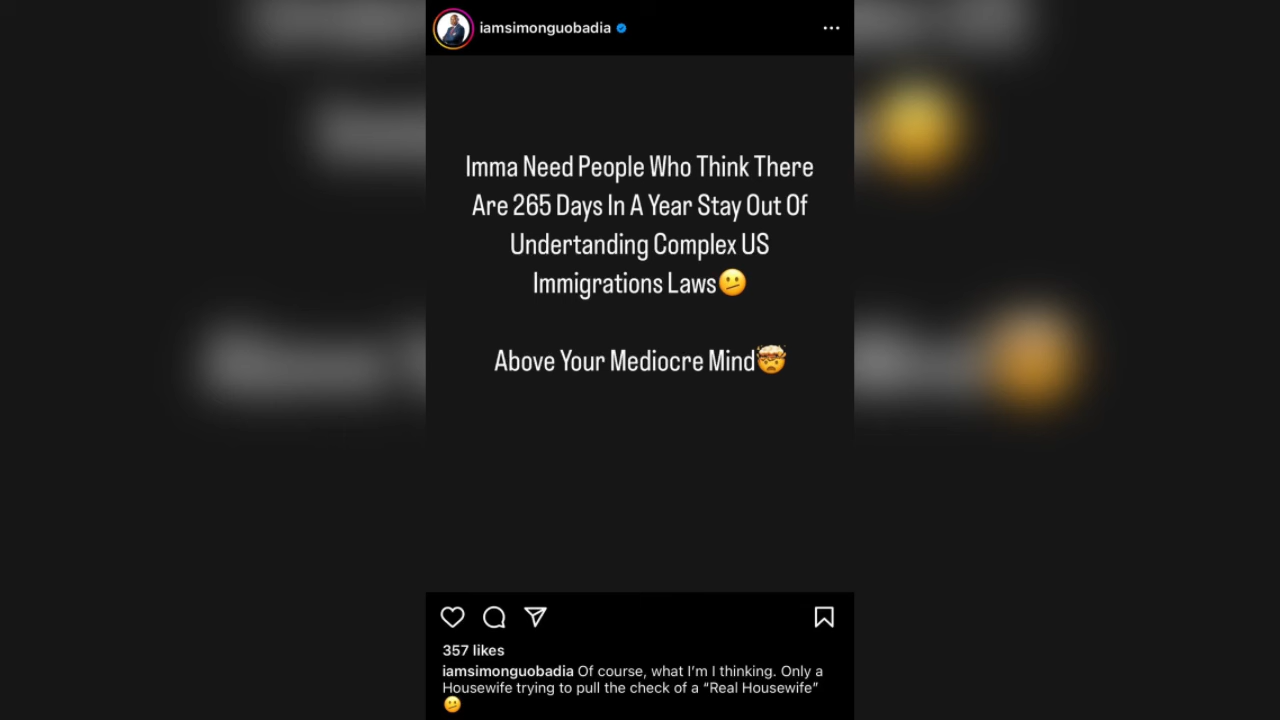 iamsimonguobadia
Imma Need People Who Think There
Are 265 Days In A Year Stay Out Of
Undertanding Complex US
Immigrations Laws🫤
Above Your Mediocre Mind🤯
357 likes
iamsimonguobadia Of course, what I'm I thinking. Only a
Housewife trying to pull the check of a “Real Housewife”
🫤